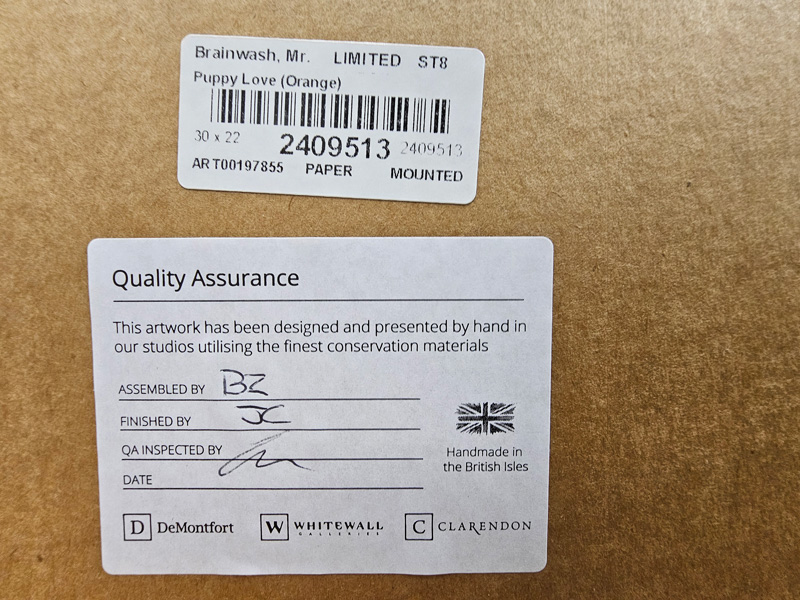 Brainwash, Mr. LIMITED ST8
Puppy Love (Orange)
30 x 22 2409513 2409513
ART00197855 PAPER MOUNTED
Quality Assurance
This artwork has been designed and presented by hand in
our studios utilising the finest conservation materials
ASSEMBLED BY BZ
FINISHED BY JC
QA INSPECTED BY
DATE
Handmade in
the British Isles
D DeMontfort W WHITEWALL GALLERIES C CLARENDON